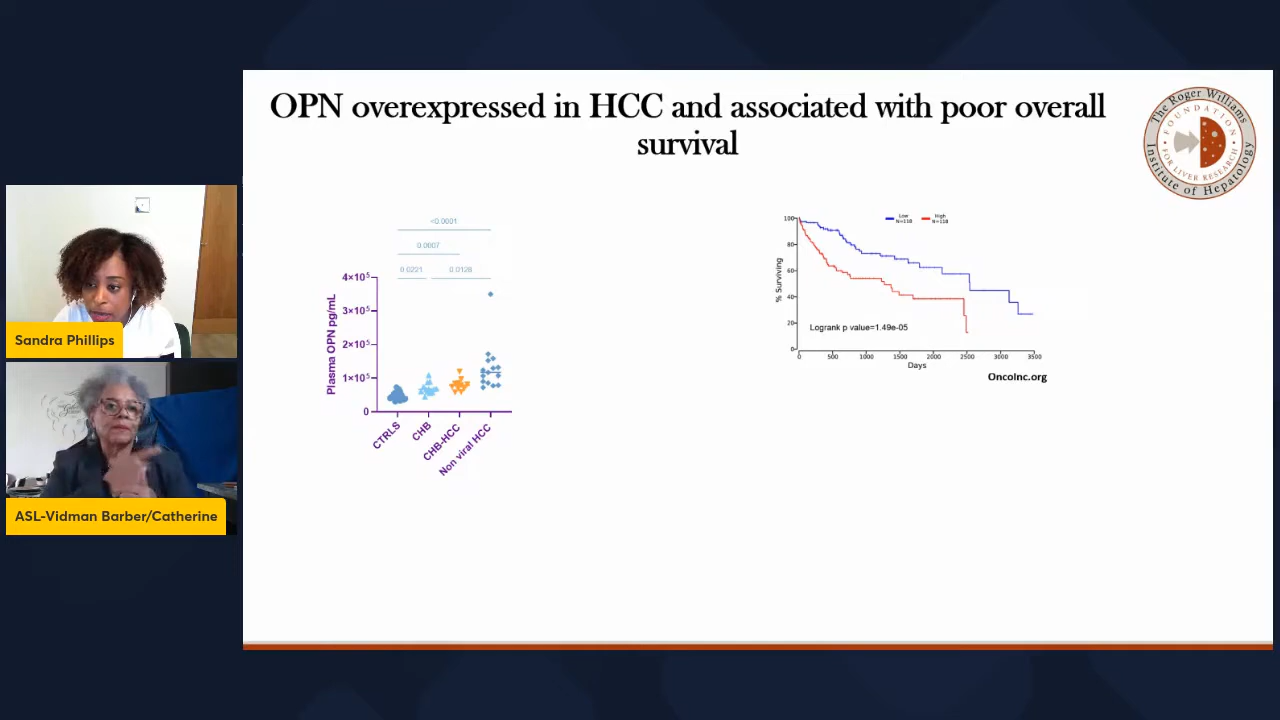 OPN overexpressed in HCC and associated with poor overall
survival
The Roger Williams
Institute of Hepatology
FOUNDATION
FOR LIVER RESEARCH
Sandra Phillips
ASL-Vidman Barber/Catherine
<0.0001
0.0007
0.0221
0.0128
4×10⁵
3×10⁵
2×10⁵
1×10⁵
0
Plasma OPN pg/mL
CTRLS
CHB
CHB-HCC
Non viral HCC
Low
N=118
High
N=118
100
80
60
40
20
0
% Surviving
Logrank p value=1.49e-05
0
500
1000
1500
2000
2500
3000
3500
Days
OncoInc.org